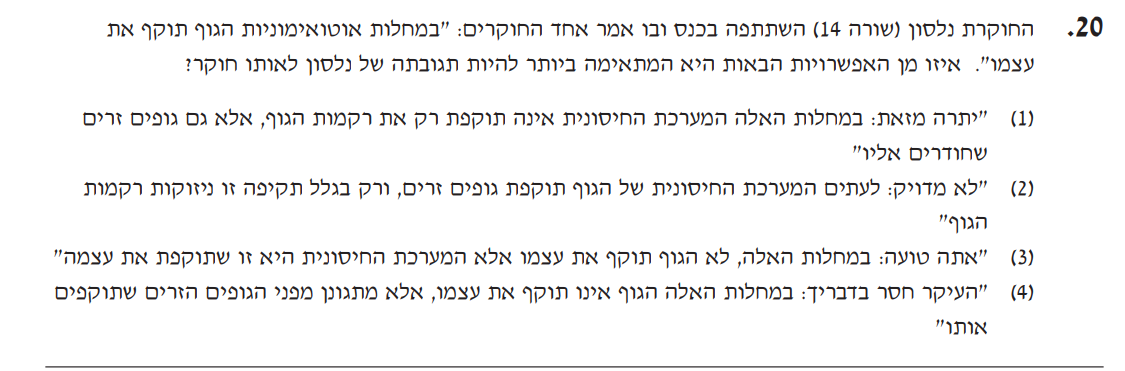 20. החוקרת נלסון (שורה 14) השתתפה בכנס ובו אמר אחד החוקרים: "במחלות אוטואימוניות הגוף תוקף את
עצמו". איזו מן האפשרויות הבאות היא המתאימה ביותר להיות תגובתה של נלסון לאותו חוקר?
(1) "יתרה מזאת: במחלות האלה המערכת החיסונית אינה תוקפת רק את רקמות הגוף, אלא גם גופים זרים
שחודרים אליו"
(2) "לא מדויק: לעתים המערכת החיסונית של הגוף תוקפת גופים זרים, ורק בגלל תקיפה זו ניזוקות רקמות
הגוף"
(3) "אתה טועה: במחלות האלה, לא הגוף תוקף את עצמו אלא המערכת החיסונית היא זו שתוקפת את עצמה"
(4) "העיקר חסר בדבריך: במחלות האלה הגוף אינו תוקף את עצמו, אלא מתגונן מפני הגופים הזרים שתוקפים
אותו"